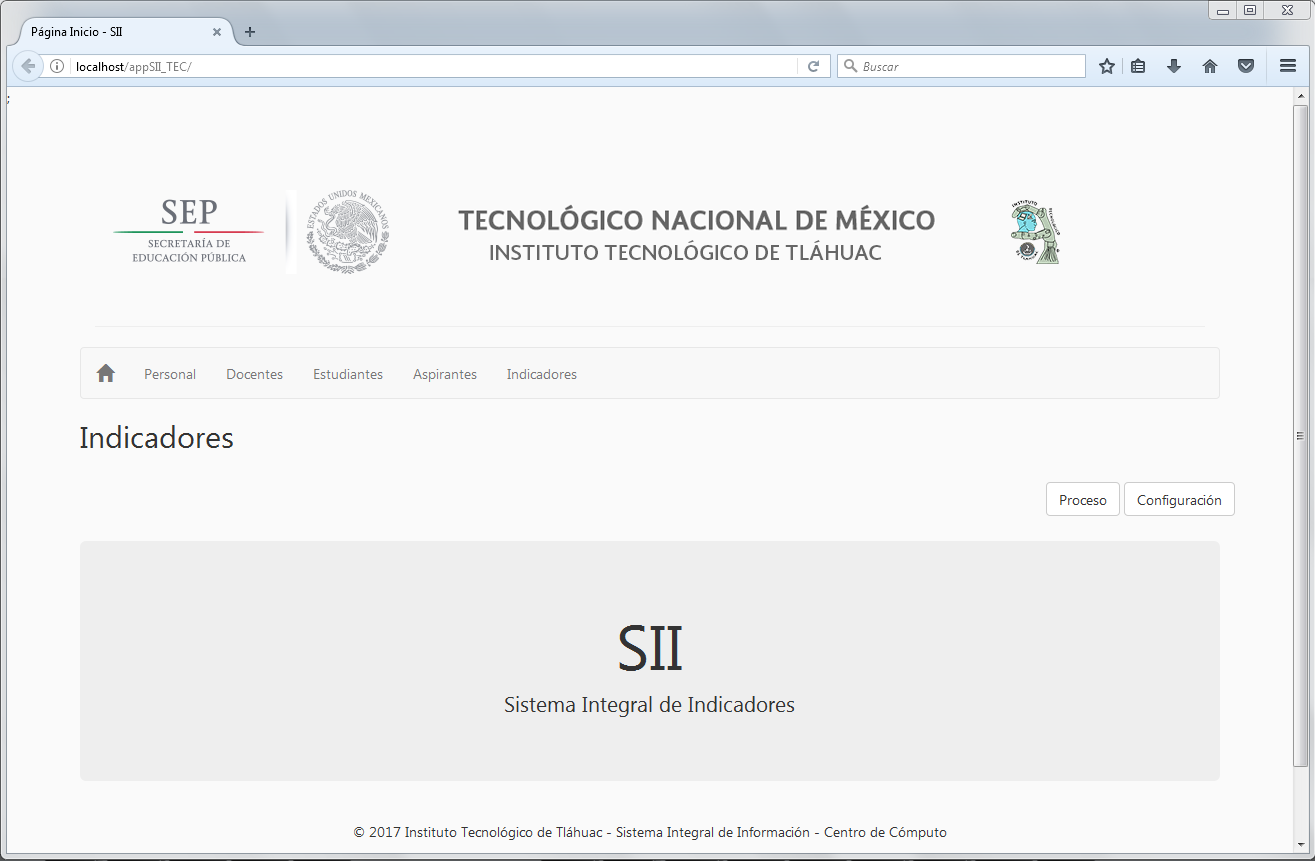 Página Inicio - SII
localhost/appSII_TEC/
Buscar
;
SEP
SECRETARÍA DE
EDUCACIÓN PÚBLICA
ESTADOS UNIDOS MEXICANOS
TECNOLÓGICO NACIONAL DE MÉXICO
INSTITUTO TECNOLÓGICO DE TLÁHUAC
INSTITUTO
Personal
Docentes
Estudiantes
Aspirantes
Indicadores
Indicadores
Proceso
Configuración
SII
Sistema Integral de Indicadores
© 2017 Instituto Tecnológico de Tláhuac - Sistema Integral de Información - Centro de Cómputo